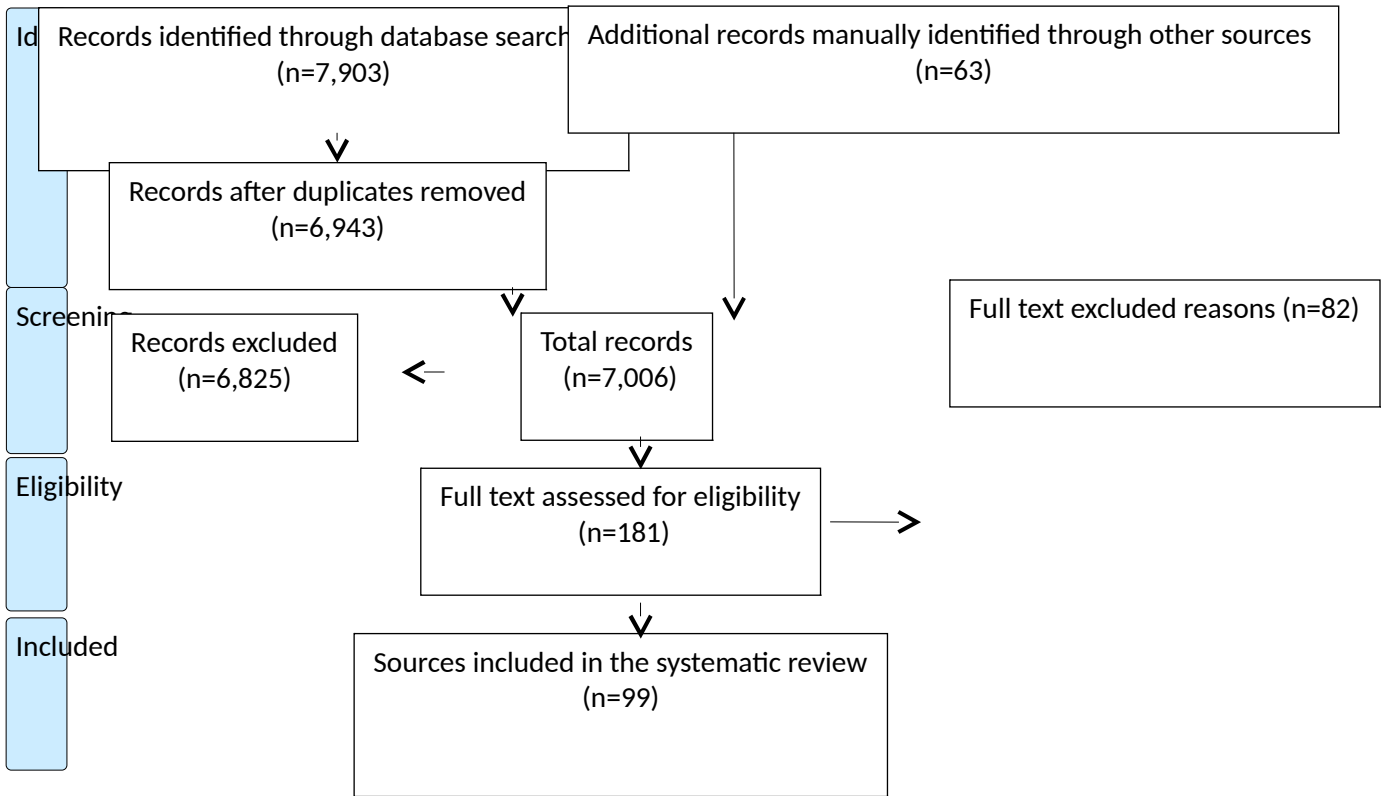 Id
Records identified through database search
(n=7,903)
Additional records manually identified through other sources
(n=63)
Records after duplicates removed
(n=6,943)
Screening
Records excluded
(n=6,825)
Total records
(n=7,006)
Full text excluded reasons (n=82)
Eligibility
Full text assessed for eligibility
(n=181)
Included
Sources included in the systematic review
(n=99)